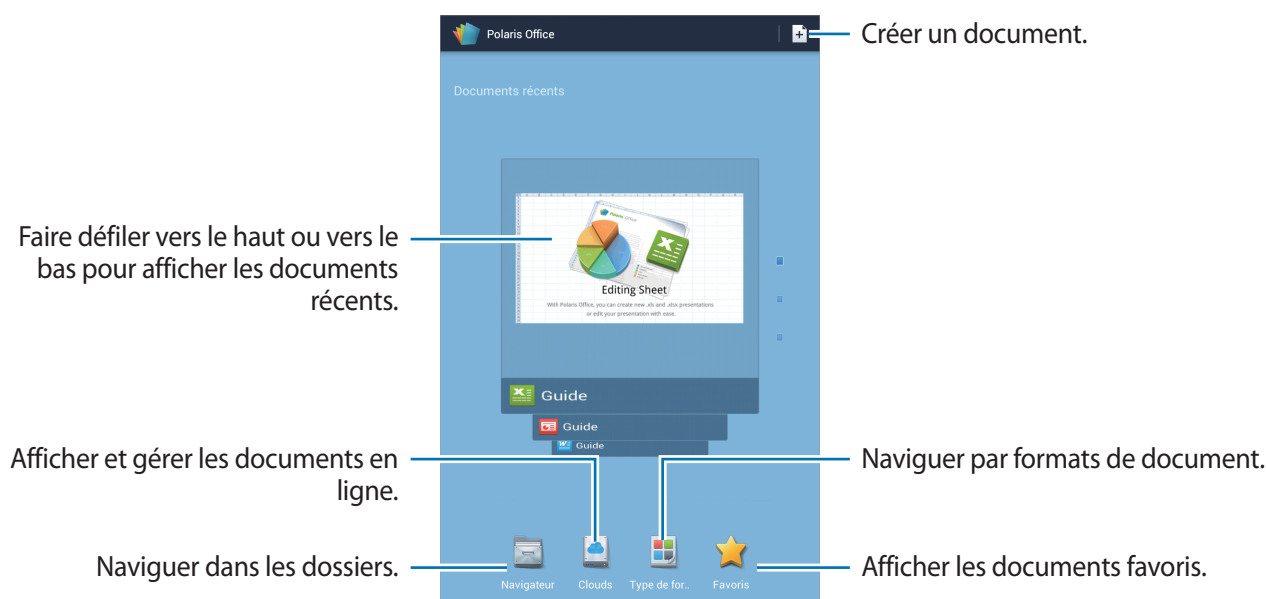 Polaris Office
Créer un document.
Documents récents
Faire défiler vers le haut ou vers le
bas pour afficher les documents
récents.
Polaris Office
Editing Sheet
With Polaris Office, you can create new .xls and .xlsx presentations
or edit your presentation with ease.
Guide
Guide
Guide
Afficher et gérer les documents en
ligne.
Naviguer par formats de document.
Naviguer dans les dossiers.
Afficher les documents favoris.
Navigateur
Clouds
Type de for..
Favoris